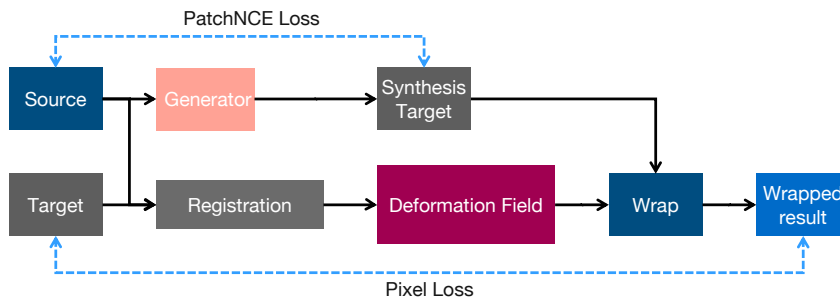 PatchNCE Loss
Source
Generator
Synthesis
Target
Target
Registration
Deformation Field
Wrap
Wrapped
result
Pixel Loss